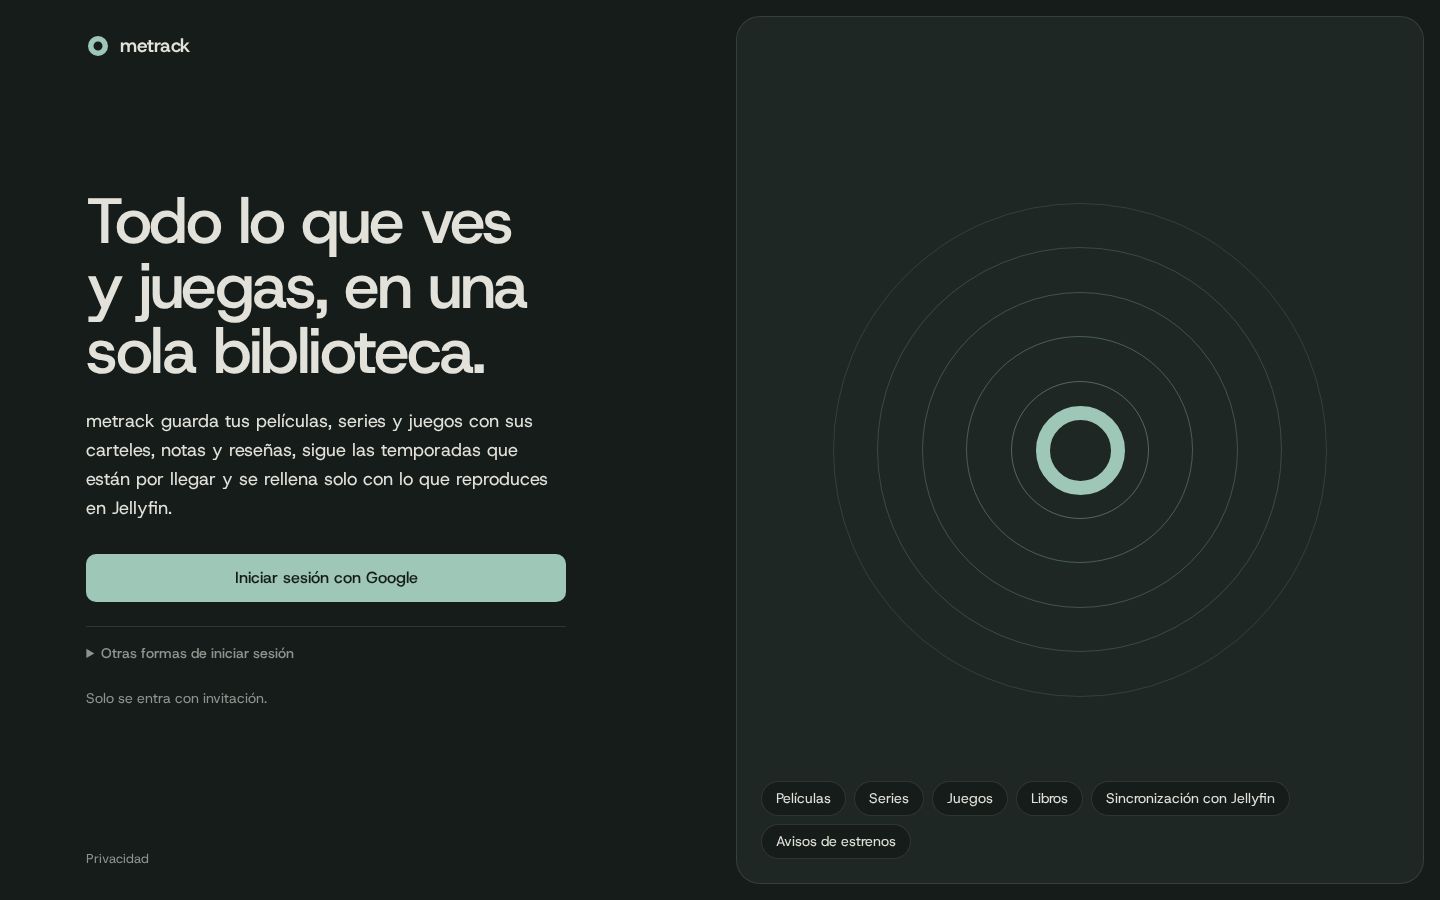 metrack
Todo lo que ves
y juegas, en una
sola biblioteca.
metrack guarda tus películas, series y juegos con sus
carteles, notas y reseñas, sigue las temporadas que
están por llegar y se rellena solo con lo que reproduces
en Jellyfin.
Iniciar sesión con Google
Otras formas de iniciar sesión
Solo se entra con invitación.
Privacidad
Películas
Series
Juegos
Libros
Sincronización con Jellyfin
Avisos de estrenos